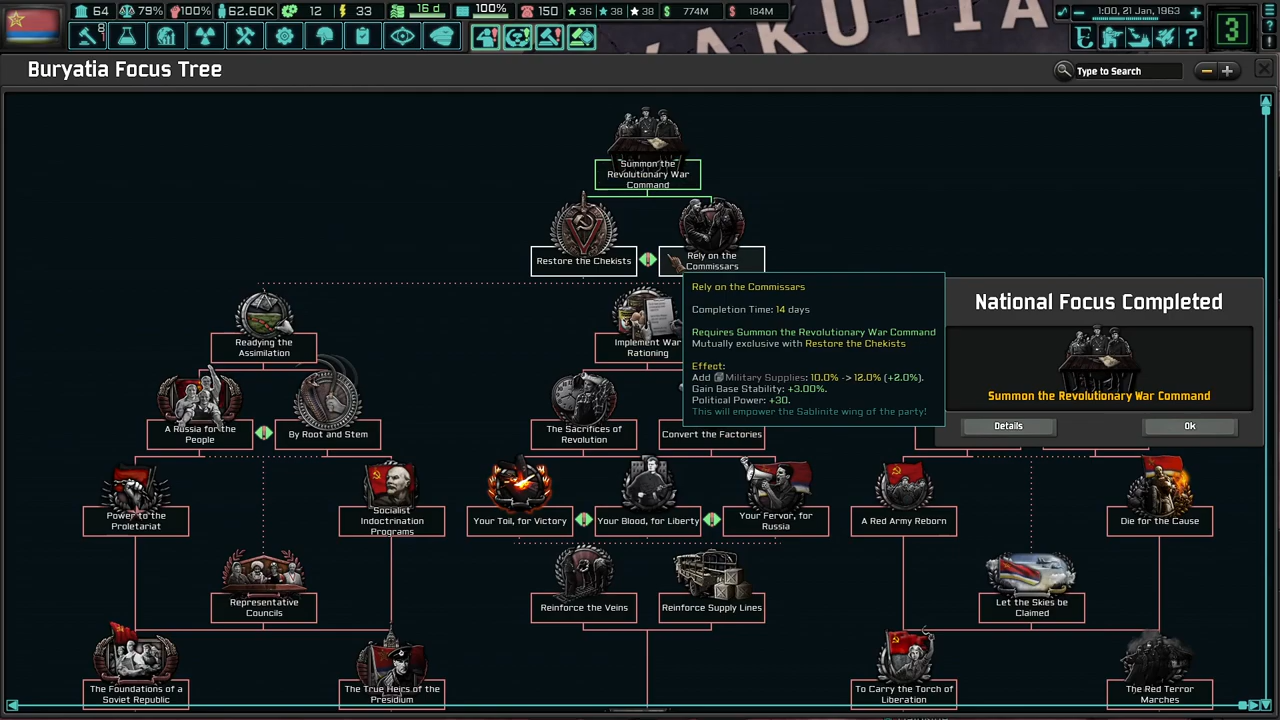 64 79% 100% 62.60K 12 33 16 d 100% 150 36 38 38 774M 184M 1:00, 21 Jan, 1963
8
3
AKUTIA
Buryatia Focus Tree
Type to Search
Summon the
Revolutionary War
Command
Restore the Chekists
Rely on the
Commissars
Rely on the Commissars
Completion Time: 14 days
Requires Summon the Revolutionary War Command
Mutually exclusive with Restore the Chekists
Effect:
Add Military Supplies: 10.0% -> 12.0% (+2.0%).
Gain Base Stability: +3.00%.
Political Power: +30.
This will empower the Sablinite wing of the party!
National Focus Completed
Summon the Revolutionary War Command
Details
Ok
Readying the
Assimilation
Implement War
Rationing
A Russia for the
People
By Root and Stem
The Sacrifices of
Revolution
Convert the Factories
Power to the
Proletariat
Socialist
Indoctrination
Programs
Your Toil, for Victory
Your Blood, for Liberty
Your Fervor, for
Russia
A Red Army Reborn
Die for the Cause
Representative
Councils
Reinforce the Veins
Reinforce Supply Lines
Let the Skies be
Claimed
The Foundations of a
Soviet Republic
The True Heirs of the
Presidium
To Carry the Torch of
Liberation
The Red Terror
Marches